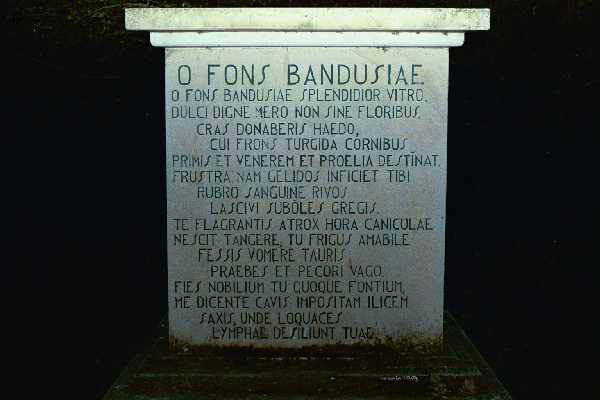 O FONS BANDUSIAE
O FONS BANDUSIAE SPLENDIDIOR VITRO,
DULCI DIGNE MERO NON SINE FLORIBUS,
CRAS DONABERIS HAEDO,
CUI FRONS TURGIDA CORNIBUS
PRIMIS ET VENEREM ET PROELIA DESTINAT.
FRUSTRA, NAM GELIDOS INFICIET TIBI
RUBRO SANGUINE RIVOS
LASCIVI SUBOLES GREGIS.
TE FLAGRANTIS ATROX HORA CANICULAE
NESCIT TANGERE, TU FRIGUS AMABILE
FESSIS VOMERE TAURIS
PRAEBES ET PECORI VAGO.
FIES NOBILIUM TU QUOQUE FONTIUM,
ME DICENTE CAVIS IMPOSITAM ILICEM
SAXIS, UNDE LOQUACES
LYMPHAE DESILIUNT TUAE.